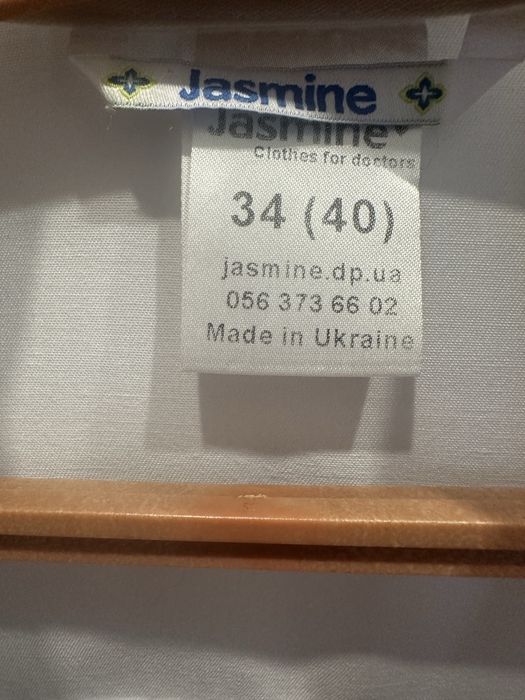 Jasmine
Jasmine
Clothes for doctors
34 (40)
jasmine.dp.ua
056 373 66 02
Made in Ukraine